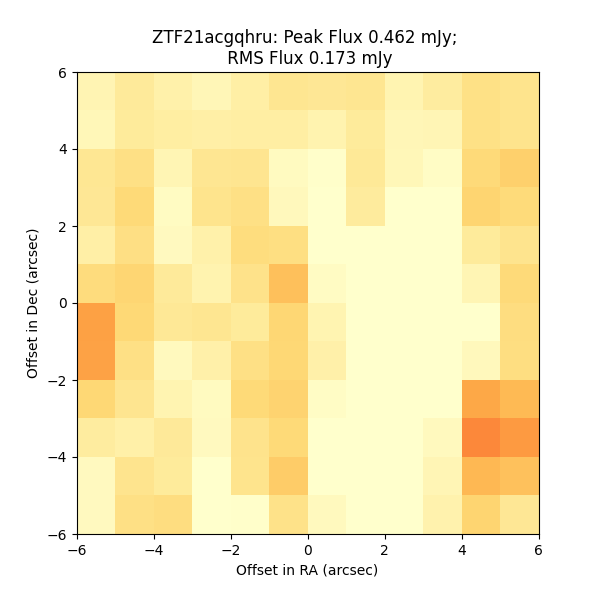 ZTF21acgqhru: Peak Flux 0.462 mJy;
RMS Flux 0.173 mJy
6
4
2
0
−2
−4
−6
Offset in Dec (arcsec)
−6 −4 −2 0 2 4 6
Offset in RA (arcsec)